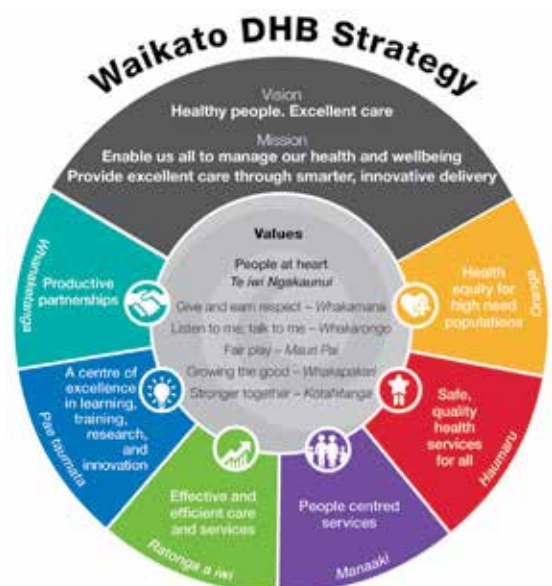 Waikato DHB Strategy
Vision
Healthy people. Excellent care
Mission
Enable us all to manage our health and wellbeing
Provide excellent care through smarter, innovative delivery
Values
People at heart
Te iwi Ngakaunui
Give and earn respect – Whakamana
Listen to me; talk to me – Whakarongo
Fair play – Mauri Pai
Growing the good – Whakapakari
Stronger together – Kotahitanga
Oranga
Health
equity for
high need
populations
Haumaru
Safe,
quality
health
services
for all
Manaaki
People centred
services
Ratonga a iwi
Effective and
efficient care
and services
Pae taumata
A centre of
excellence
in learning,
training,
research,
and
innovation
Whanaketanga
Productive
partnerships